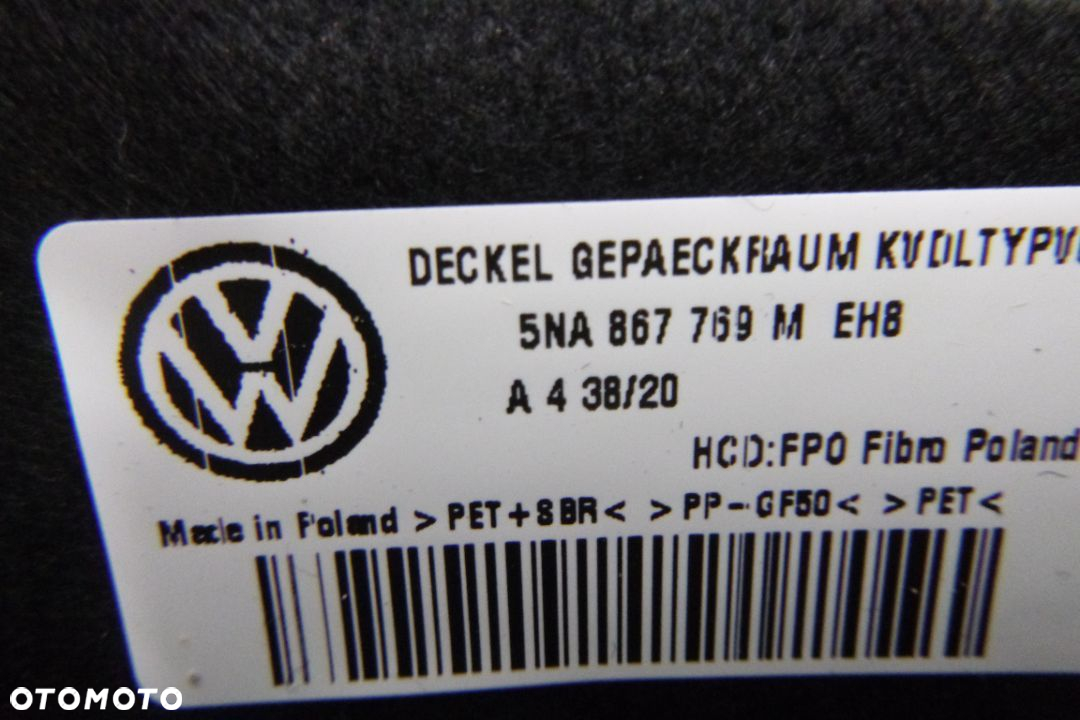 DECKEL GEPAECKRAUM
5NA 867 769 M EH8
A 4 38/20
HCD:FPO Fibro Poland
Made in Poland >PET+SBR< >PP-GF50< >PET<
OTOMOTO